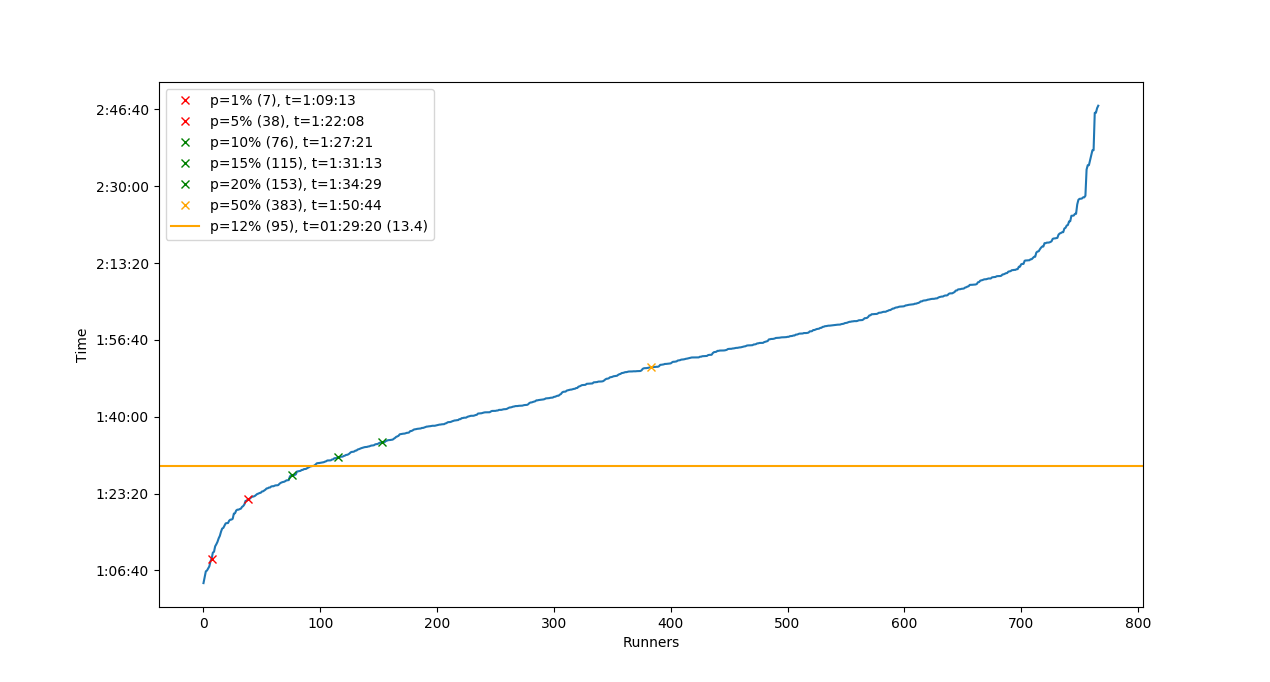 p=1% (7), t=1:09:13
p=5% (38), t=1:22:08
p=10% (76), t=1:27:21
p=15% (115), t=1:31:13
p=20% (153), t=1:34:29
p=50% (383), t=1:50:44
p=12% (95), t=01:29:20 (13.4)
2:46:40
2:30:00
2:13:20
1:56:40
1:40:00
1:23:20
1:06:40
Time
0 100 200 300 400 500 600 700 800
Runners